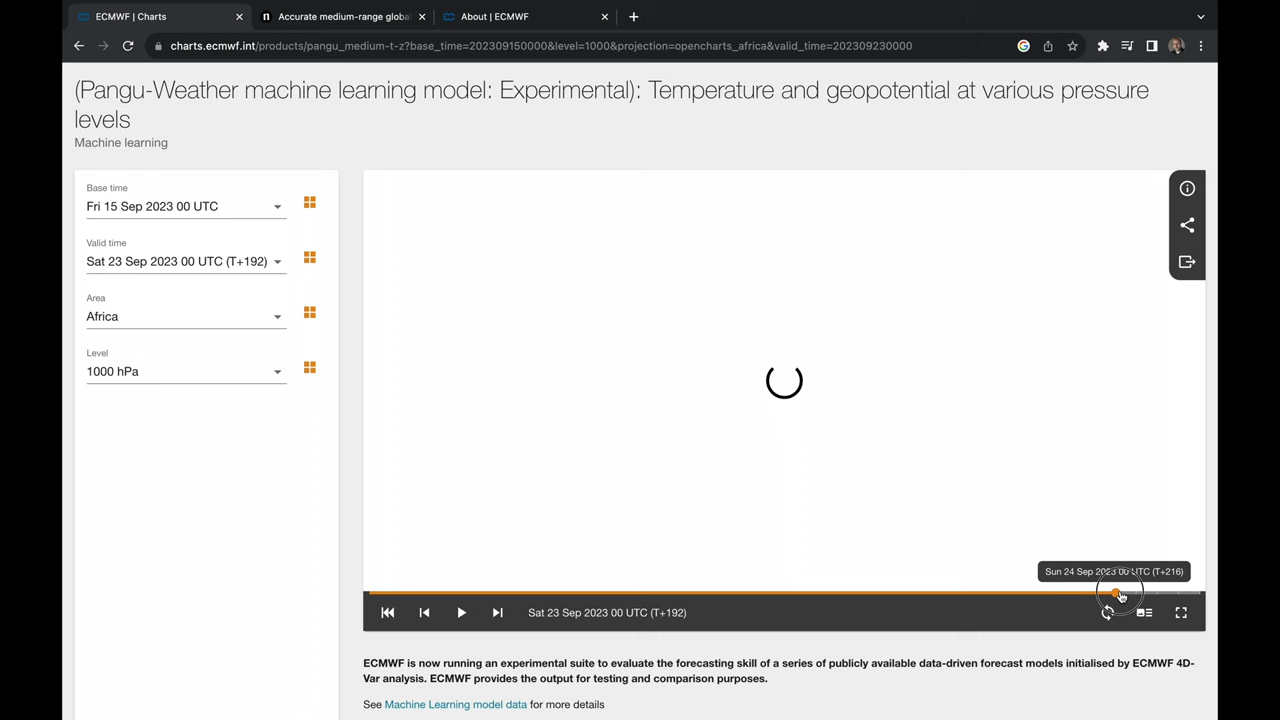 ECMWF | Charts
Accurate medium-range globa
About | ECMWF
charts.ecmwf.int/products/pangu_medium-t-z?base_time=202309150000&level=1000&projection=opencharts_africa&valid_time=202309230000
(Pangu-Weather machine learning model: Experimental): Temperature and geopotential at various pressure
levels
Machine learning
Base time
Fri 15 Sep 2023 00 UTC
Valid time
Sat 23 Sep 2023 00 UTC (T+192)
Area
Africa
Level
1000 hPa
Sun 24 Sep 2023 00 UTC (T+216)
Sat 23 Sep 2023 00 UTC (T+192)
ECMWF is now running an experimental suite to evaluate the forecasting skill of a series of publicly available data-driven forecast models initialised by ECMWF 4D-
Var analysis. ECMWF provides the output for testing and comparison purposes.
See Machine Learning model data for more details